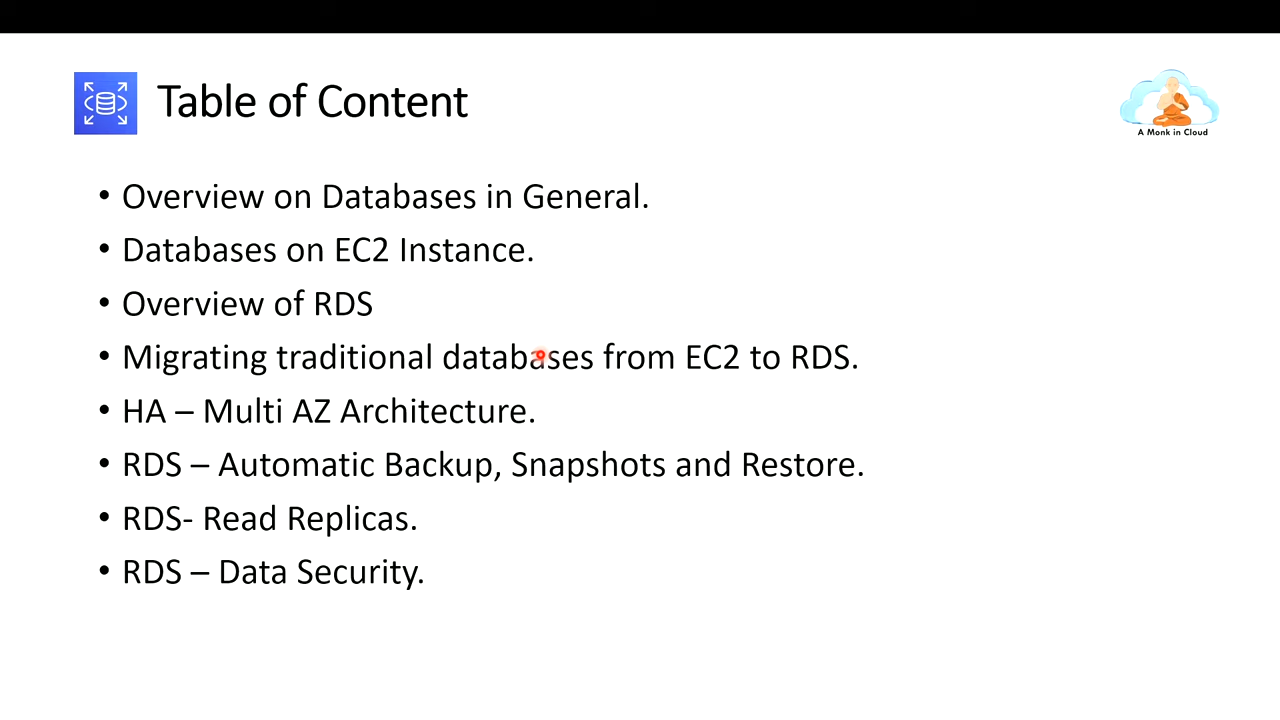 Table of Content
A Monk in Cloud
• Overview on Databases in General.
• Databases on EC2 Instance.
• Overview of RDS
• Migrating traditional databases from EC2 to RDS.
• HA – Multi AZ Architecture.
• RDS – Automatic Backup, Snapshots and Restore.
• RDS- Read Replicas.
• RDS – Data Security.